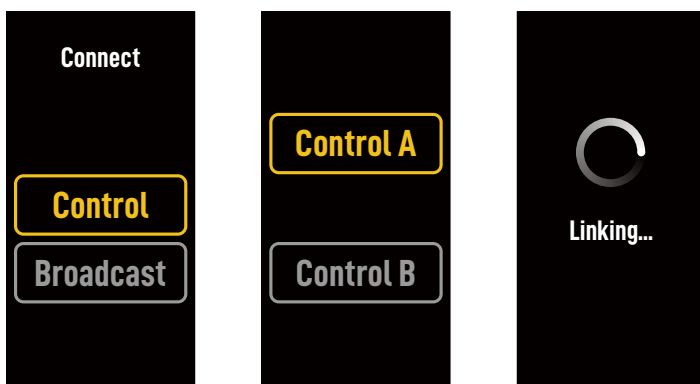 Connect
Control
Broadcast
Control A
Control B
Linking...